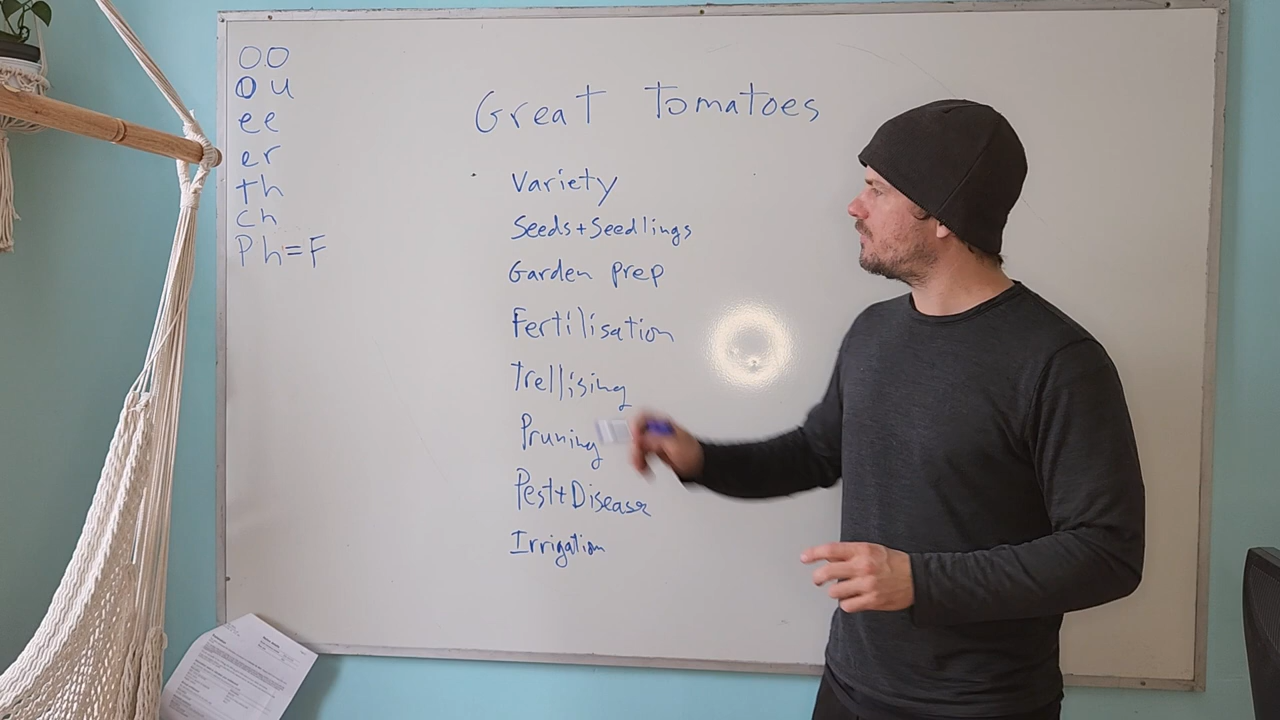 OO
Ou
ee
er
th
ch
Ph=F
Great Tomatoes
Variety
Seeds+Seedlings
Garden prep
Fertilisation
Trellising
Pruning
Pest+Disease
Irrigation